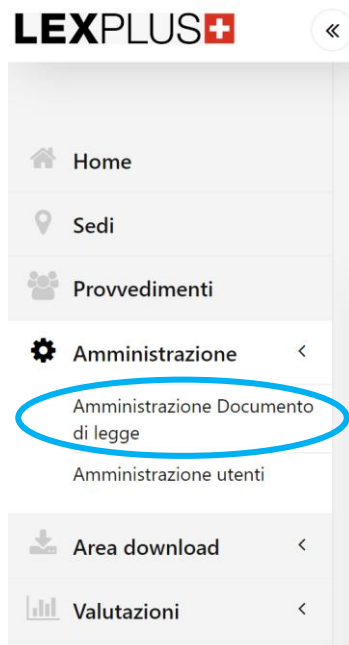 LEXPLUS
Home
Sedi
Provvedimenti
Amministrazione
Amministrazione Documento
di legge
Amministrazione utenti
Area download
Valutazioni